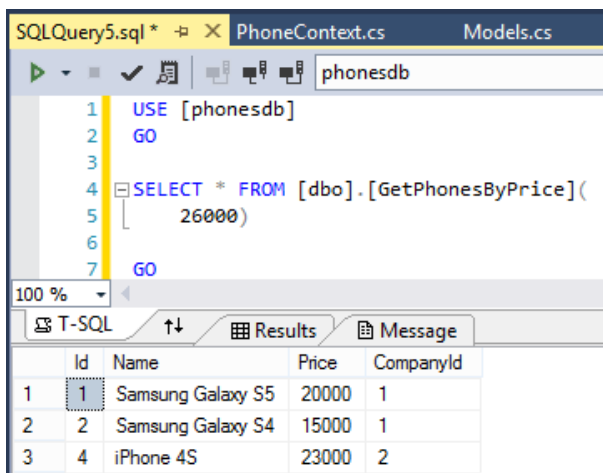 SQLQuery5.sql* PhoneContext.cs Models.cs
phonesdb
1 USE [phonesdb]
2 GO
3
4 SELECT * FROM [dbo].[GetPhonesByPrice](
5 26000)
6
7 GO
100 %
T-SQL Results Message
Id Name Price CompanyId
1 1 Samsung Galaxy S5 20000 1
2 2 Samsung Galaxy S4 15000 1
3 4 iPhone 4S 23000 2